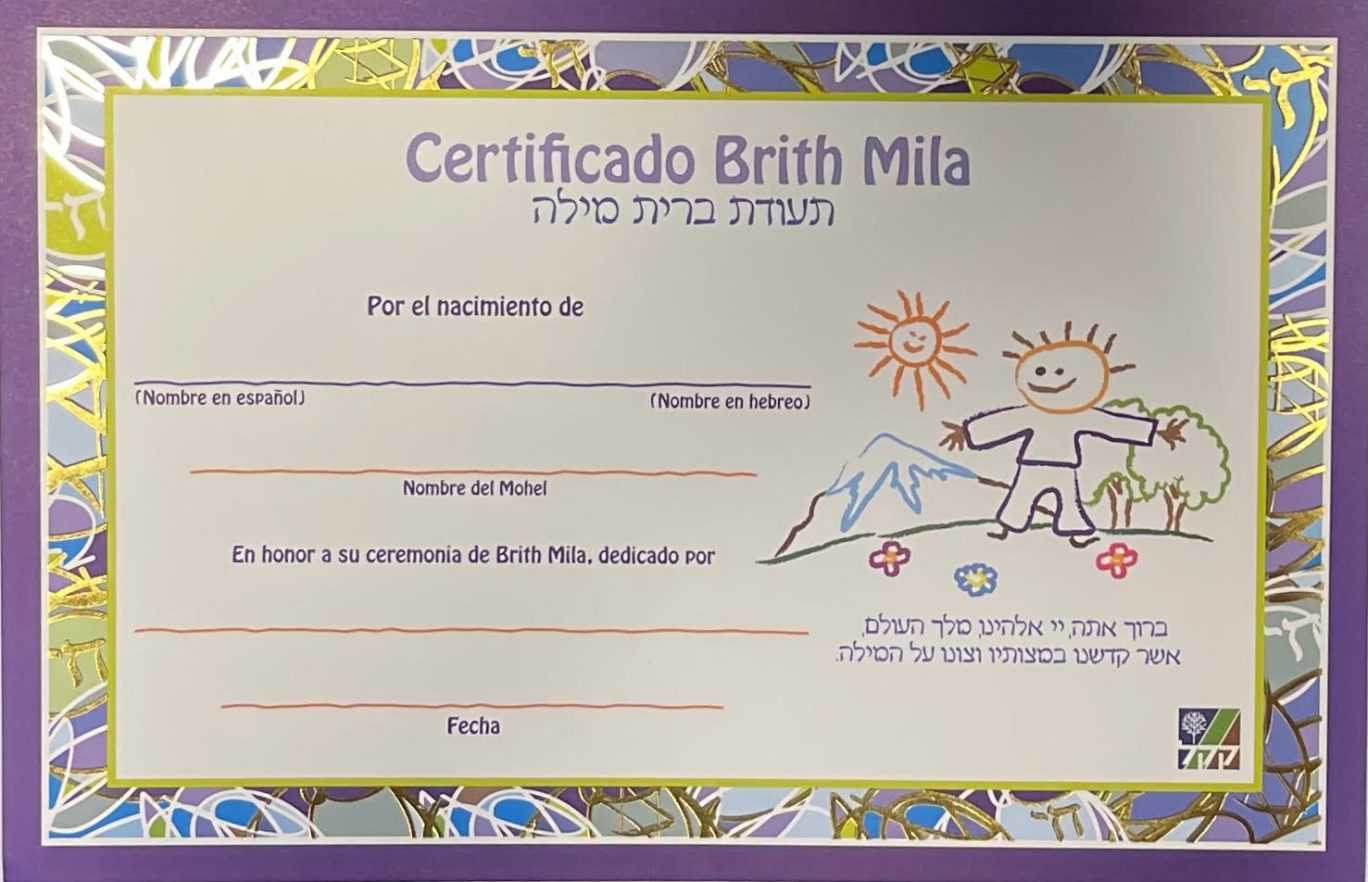 Certificado Brith Mila
תעודת ברית מילה
Por el nacimiento de
(Nombre en español) (Nombre en hebreo)
Nombre del Mohel
En honor a su ceremonia de Brith Mila, dedicado por
Fecha
ברוך אתה, יי אלהינו, מלך העולם,
אשר קדשנו במצותיו וצונו על המילה.
קקל